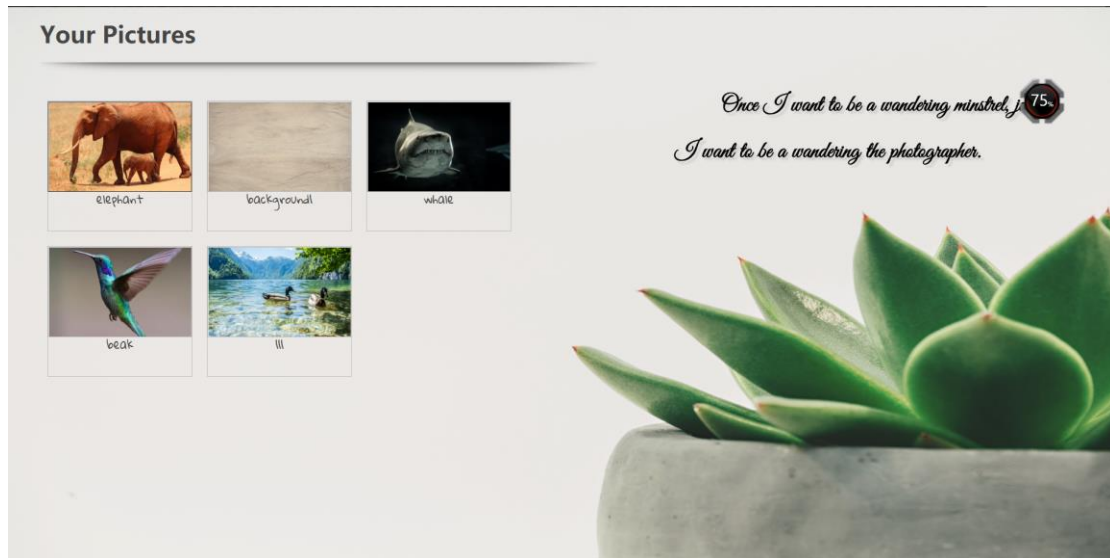 Your Pictures
Once I want to be a wandering minstrel, j
75%
I want to be a wandering the photographer.
elephant
background1
whale
beak
lll